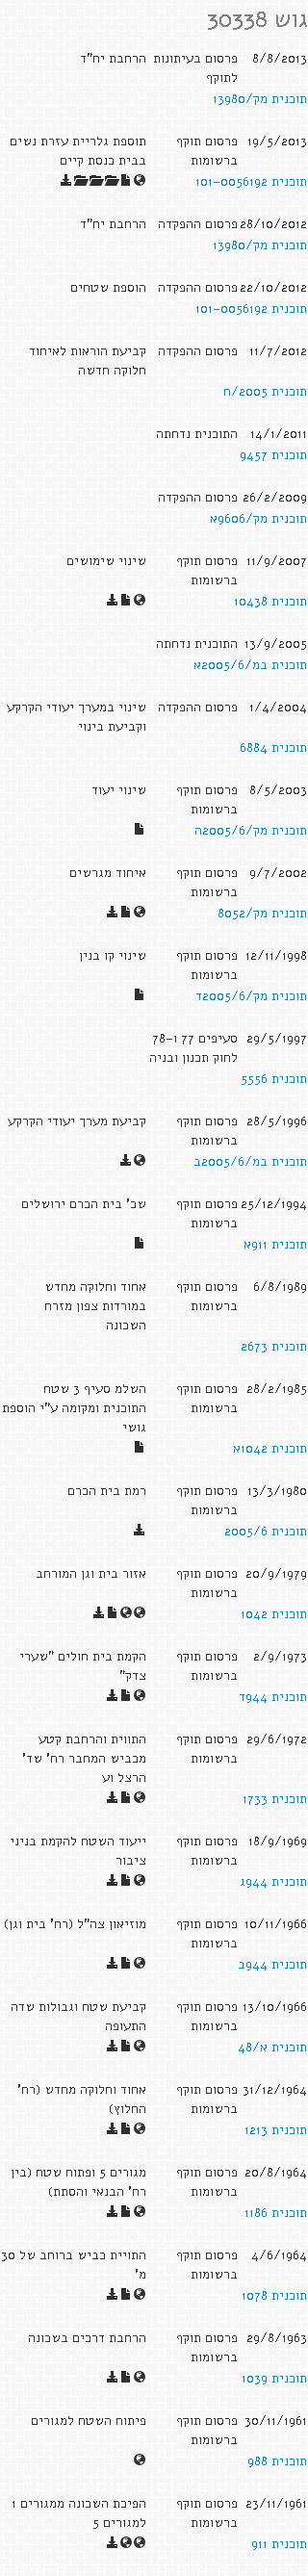 גוש 30338
8/8/2013 פרסום בעיתונות הרחבת יח"ד
לתוקף
תוכנית מק/13980
19/5/2013 פרסום תוקף תוספת גלריית עזרת נשים
ברשומות בבית כנסת קיים
תוכנית 101-0056192
28/10/2012 פרסום ההפקדה הרחבת יח"ד
תוכנית מק/13980
22/10/2012 פרסום ההפקדה הוספת שטחים
תוכנית 101-0056192
11/7/2012 פרסום ההפקדה קביעת הוראות לאיחוד
חלוקה חדשה
תוכנית 2005/ח
14/1/2011 התוכנית נדחתה
תוכנית 9457
26/2/2009 פרסום ההפקדה
תוכנית מק/9606א
11/9/2007 פרסום תוקף שינוי שימושים
ברשומות
תוכנית 10438
13/9/2005 התוכנית נדחתה
תוכנית במ/2005/6א
1/4/2004 פרסום ההפקדה שינוי במערך יעודי הקרקע
וקביעת בינוי
תוכנית 6884
8/5/2003 פרסום תוקף שינוי יעוד
ברשומות
תוכנית מק/2005/6ה
9/7/2002 פרסום תוקף איחוד מגרשים
ברשומות
תוכנית מק/8052
12/11/1998 פרסום תוקף שינוי קו בנין
ברשומות
תוכנית מק/2005/6ד
29/5/1997 סעיפים 77 ו-78
לחוק תכנון ובניה
תוכנית 5556
28/5/1996 פרסום תוקף קביעת מערך יעודי הקרקע
ברשומות
תוכנית במ/2005/6ב
25/12/1994 פרסום תוקף שכ' בית הכרם ירושלים
ברשומות
תוכנית 911א
6/8/1989 פרסום תוקף אחוד וחלוקה מחדש
ברשומות במורדות צפון מזרח
השכונה
תוכנית 2673
28/2/1985 פרסום תוקף השלמ סעיף 3 שטח
ברשומות התוכנית ומקומה ע"י הוספת
גושי
תוכנית 1042א
13/3/1980 פרסום תוקף רמת בית הכרם
ברשומות
תוכנית 2005/6
20/9/1979 פרסום תוקף אזור בית וגן המורחב
ברשומות
תוכנית 1042
2/9/1973 פרסום תוקף הקמת בית חולים "שערי
ברשומות צדק"
תוכנית 944ד
29/6/1972 פרסום תוקף התווית והרחבת קטע
ברשומות מכביש המחבר רח' שד'
הרצל וע
תוכנית 1733
18/9/1969 פרסום תוקף ייעוד השטח להקמת בניני
ברשומות ציבור
תוכנית 944ג
10/11/1966 פרסום תוקף מוזיאון צה"ל (רח' בית וגן)
ברשומות
תוכנית 944ב
13/10/1966 פרסום תוקף קביעת שטח וגבולות שדה
ברשומות התעופה
תוכנית א/48
31/12/1964 פרסום תוקף אחוד וחלוקה מחדש (רח'
ברשומות החלוץ)
תוכנית 1213
20/8/1964 פרסום תוקף מגורים 5 ופתוח שטח (בין
ברשומות רח' הבנאי והסתת)
תוכנית 1186
4/6/1964 פרסום תוקף התויית כביש ברוחב של 30
ברשומות מ'
תוכנית 1078
29/8/1963 פרסום תוקף הרחבת דרכים בשכונה
ברשומות
תוכנית 1039
30/11/1961 פרסום תוקף פיתוח השטח למגורים
ברשומות
תוכנית 988
23/11/1961 פרסום תוקף הפיכת השכונה ממגורים 1
ברשומות למגורים 5
תוכנית 911